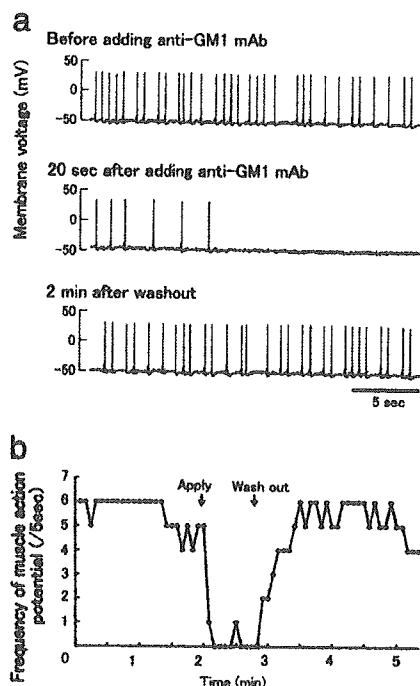 a
Before adding anti-GM1 mAb
50
0
-50
20 sec after adding anti-GM1 mAb
50
0
-50
2 min after washout
50
0
-50
Membrane voltage (mV)
5 sec
b
7
6
5
4
3
2
1
0
Apply
Wash out
Frequency of muscle action
potential (/5sec)
0 1 2 3 4 5
Time (min)